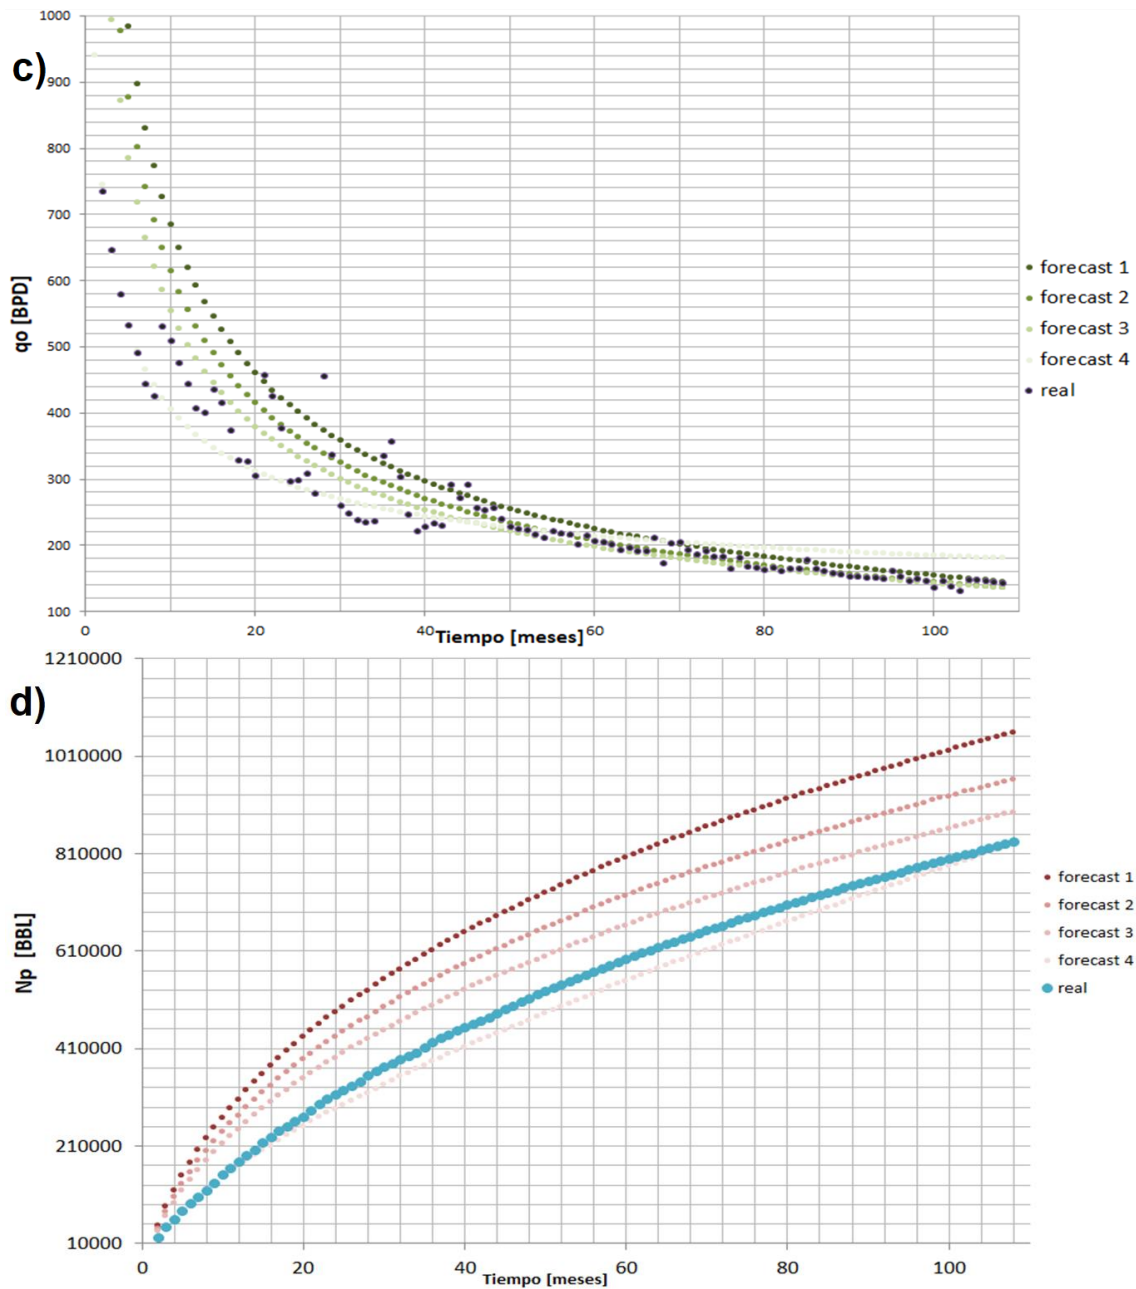 c)
1000
900
800
700
600
500
400
300
200
100
qo [BPD]
0 20 40 60 80 100
Tiempo [meses]
forecast 1
forecast 2
forecast 3
forecast 4
real
d)
1210000
1010000
810000
610000
410000
210000
10000
Np [BBL]
0 20 40 60 80 100
Tiempo [meses]
forecast 1
forecast 2
forecast 3
forecast 4
real